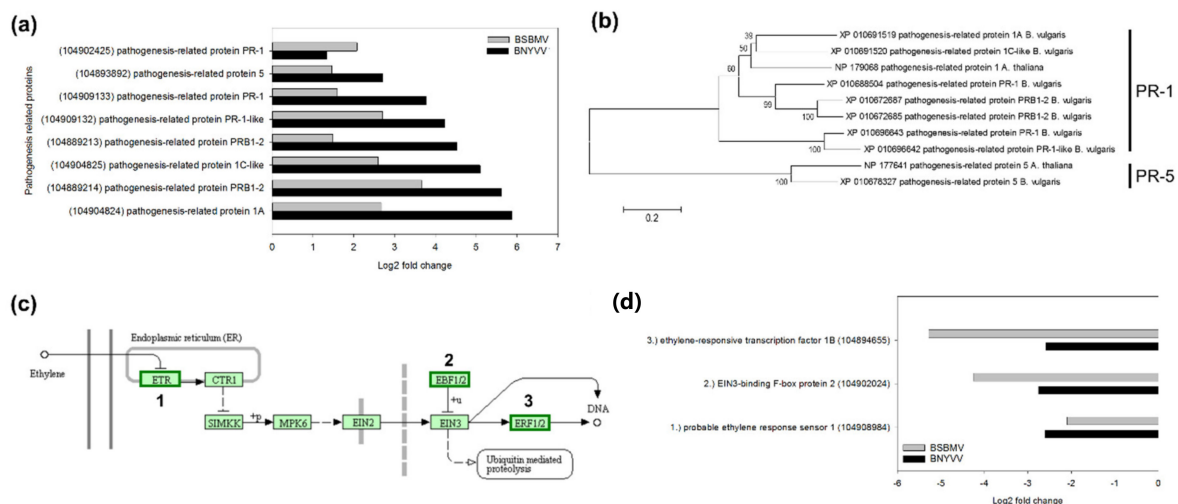 (a)
BSBMV
BNYVV
Pathogenesis related proteins
(104902425) pathogenesis-related protein PR-1
(104893892) pathogenesis-related protein 5
(104909133) pathogenesis-related protein PR-1
(104909132) pathogenesis-related protein PR-1-like
(104889213) pathogenesis-related protein PRB1-2
(104904825) pathogenesis-related protein 1C-like
(104889214) pathogenesis-related protein PRB1-2
(104904824) pathogenesis-related protein 1A
0 1 2 3 4 5 6 7
Log2 fold change
(b)
39
50
60
99
100
100
100
XP 010691519 pathogenesis-related protein 1A B. vulgaris
XP 010691520 pathogenesis-related protein 1C-like B. vulgaris
NP 179068 pathogenesis-related protein 1 A. thaliana
XP 010688504 pathogenesis-related protein PR-1 B. vulgaris
XP 010672687 pathogenesis-related protein PRB1-2 B. vulgaris
XP 010672685 pathogenesis-related protein PRB1-2 B. vulgaris
XP 010696643 pathogenesis-related protein PR-1 B. vulgaris
XP 010696642 pathogenesis-related protein PR-1-like B. vulgaris
NP 177641 pathogenesis-related protein 5 A. thaliana
XP 010678327 pathogenesis-related protein 5 B. vulgaris
PR-1
PR-5
0.2
(c)
Endoplasmic reticulum (ER)
Ethylene
ETR
CTR1
1
SIMKK
+p
MPK6
EIN2
2
EBF1/2
+u
EIN3
3
ERF1/2
DNA
Ubiquitin mediated
proteolysis
(d)
3.) ethylene-responsive transcription factor 1B (104894655)
2.) EIN3-binding F-box protein 2 (104902024)
1.) probable ethylene response sensor 1 (104908984)
BSBMV
BNYVV
-6 -5 -4 -3 -2 -1 0
Log2 fold change